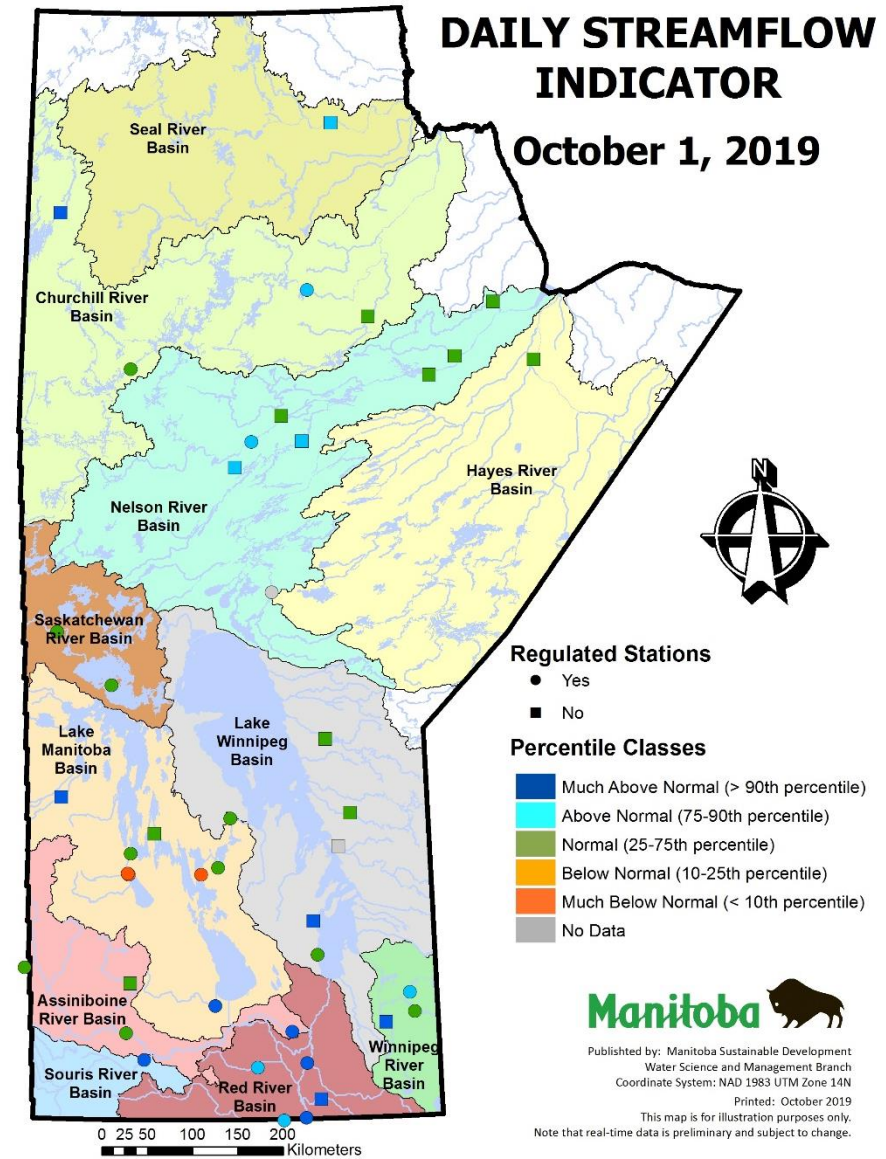 DAILY STREAMFLOW
INDICATOR
October 1, 2019
Seal River
Basin
Churchill River
Basin
Hayes River
Basin
Nelson River
Basin
N
Saskatchewan
River Basin
Lake
Manitoba
Basin
Lake
Winnipeg
Basin
Assiniboine
River Basin
Souris River
Basin
Red River
Basin
Winnipeg
River
Basin
0 25 50 100 150 200
Kilometers
Regulated Stations
Yes
No
Percentile Classes
Much Above Normal (> 90th percentile)
Above Normal (75-90th percentile)
Normal (25-75th percentile)
Below Normal (10-25th percentile)
Much Below Normal (< 10th percentile)
No Data
Manitoba
Publishted by: Manitoba Sustainable Development
Water Science and Management Branch
Coordinate System: NAD 1983 UTM Zone 14N
Printed: October 2019
This map is for illustration purposes only.
Note that real-time data is preliminary and subject to change.